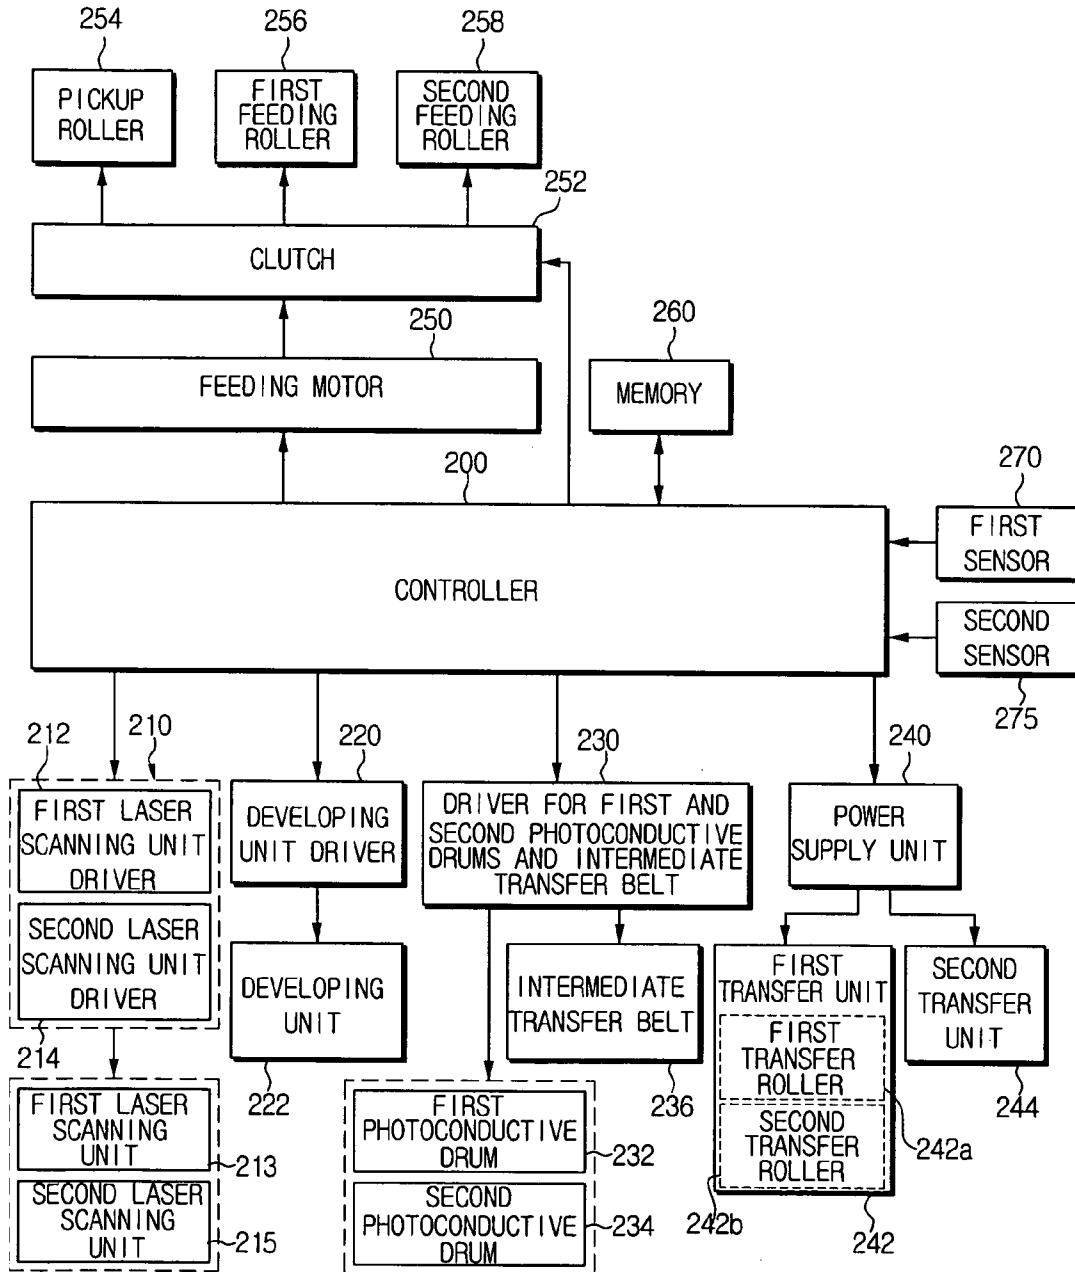 254
256
258
PICKUP
ROLLER
FIRST
FEEDING
ROLLER
SECOND
FEEDING
ROLLER
252
CLUTCH
250
260
FEEDING MOTOR
MEMORY
200
270
CONTROLLER
FIRST
SENSOR
SECOND
SENSOR
275
212
210
220
230
240
FIRST LASER
SCANNING UNIT
DRIVER
SECOND LASER
SCANNING UNIT
DRIVER
214
DEVELOPING
UNIT DRIVER
DRIVER FOR FIRST AND
SECOND PHOTOCONDUCTIVE
DRUMS AND INTERMEDIATE
TRANSFER BELT
POWER
SUPPLY UNIT
DEVELOPING
UNIT
222
INTERMEDIATE
TRANSFER BELT
236
FIRST
TRANSFER UNIT
FIRST
TRANSFER
ROLLER
SECOND
TRANSFER
ROLLER
242a
242b
242
SECOND
TRANSFER
UNIT
244
FIRST LASER
SCANNING
UNIT
213
SECOND LASER
SCANNING
UNIT
215
FIRST
PHOTOCONDUCTIVE
DRUM
232
SECOND
PHOTOCONDUCTIVE
DRUM
234